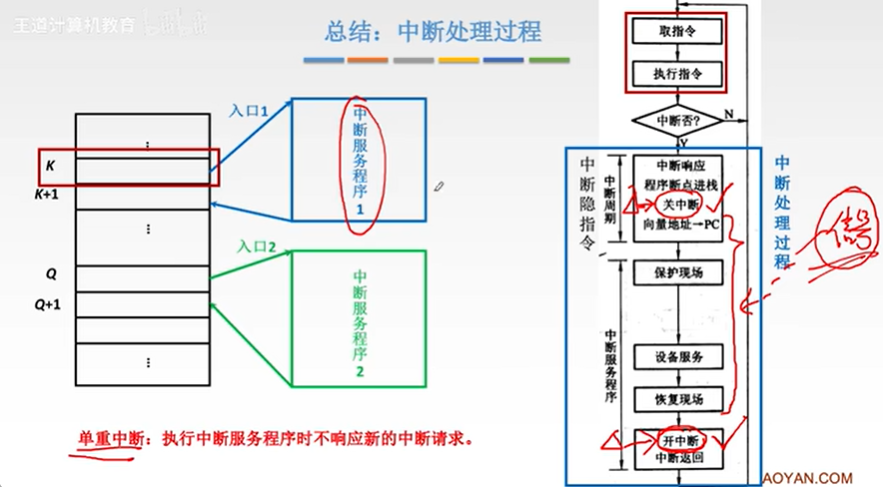 王道计算机教育
bilibili
总结：中断处理过程
K
K+1
Q
Q+1
入口1
中断服务程序1
入口2
中断服务程序2
单重中断：执行中断服务程序时不响应新的中断请求。
取指令
执行指令
中断否?
N
Y
中断隐指令
中断周期
中断响应
程序断点进栈
关中断
向量地址→PC
中断服务程序
保护现场
设备服务
恢复现场
开中断
中断返回
中断处理过程
AOYAN.COM